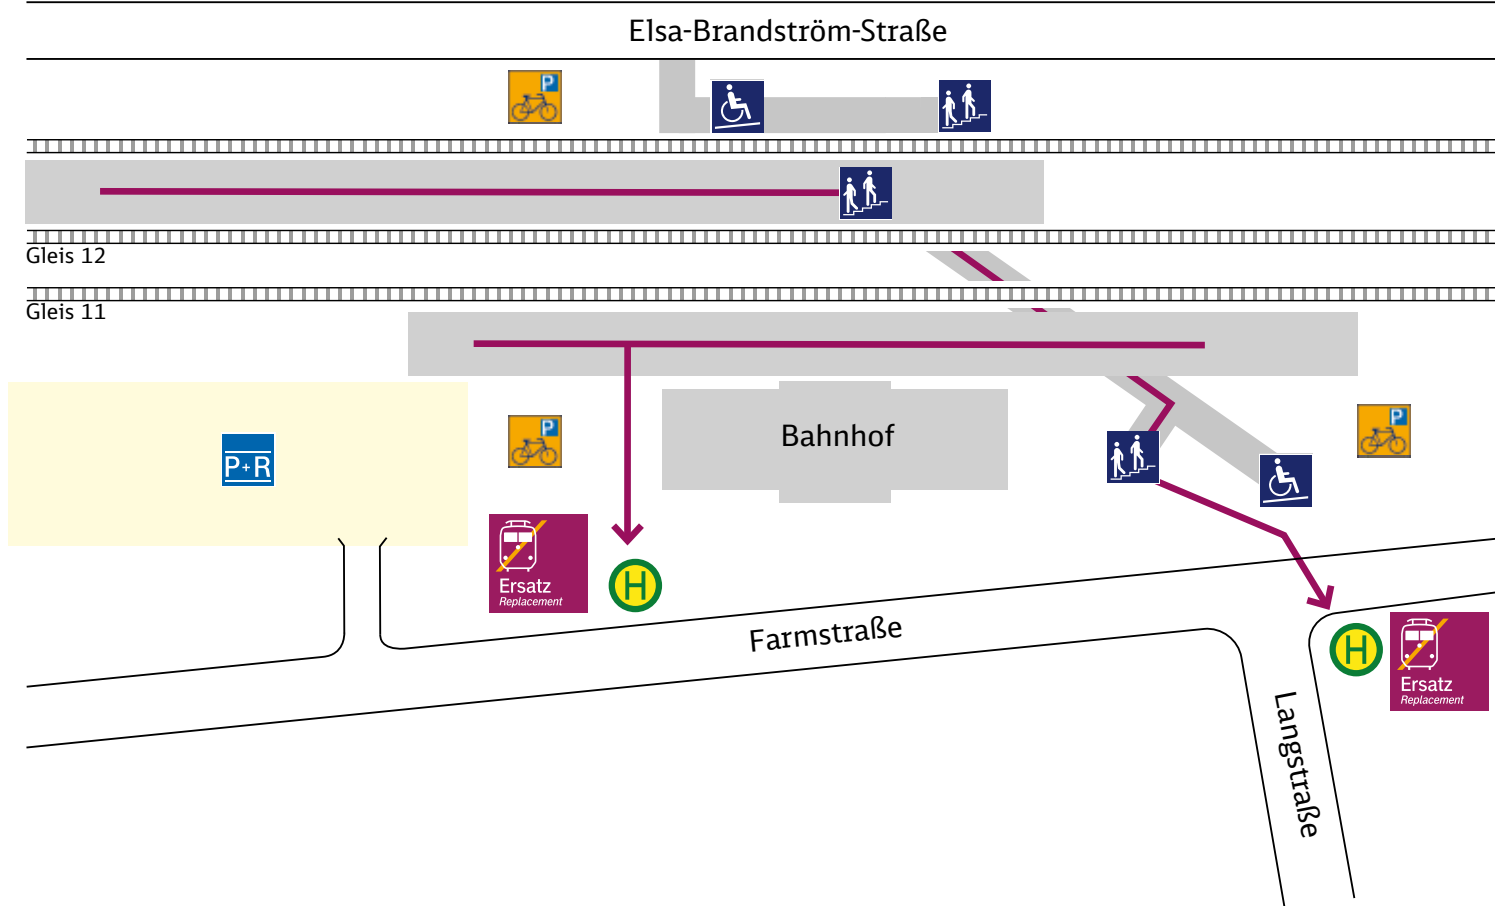 Elsa-Brandström-Straße
P
Gleis 12
Gleis 11
P
P
Bahnhof
P+R
Ersatz
Replacement
H
Farmstraße
H
Ersatz
Replacement
Langstraße